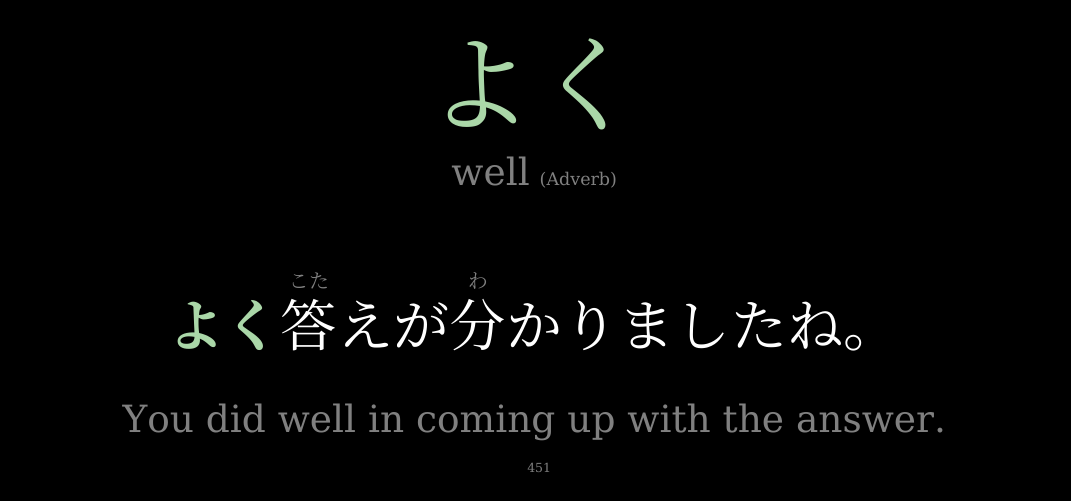 よく
well (Adverb)
こた わ
よく答えが分かりましたね。
You did well in coming up with the answer.
451